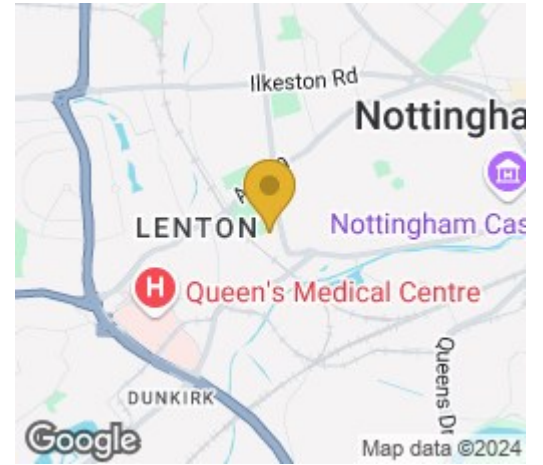 Ilkeston Rd
Nottingha
LENTON
Nottingham Cas
H
Queen's Medical Centre
Queens Dr
DUNKIRK
Google
Map data ©2024